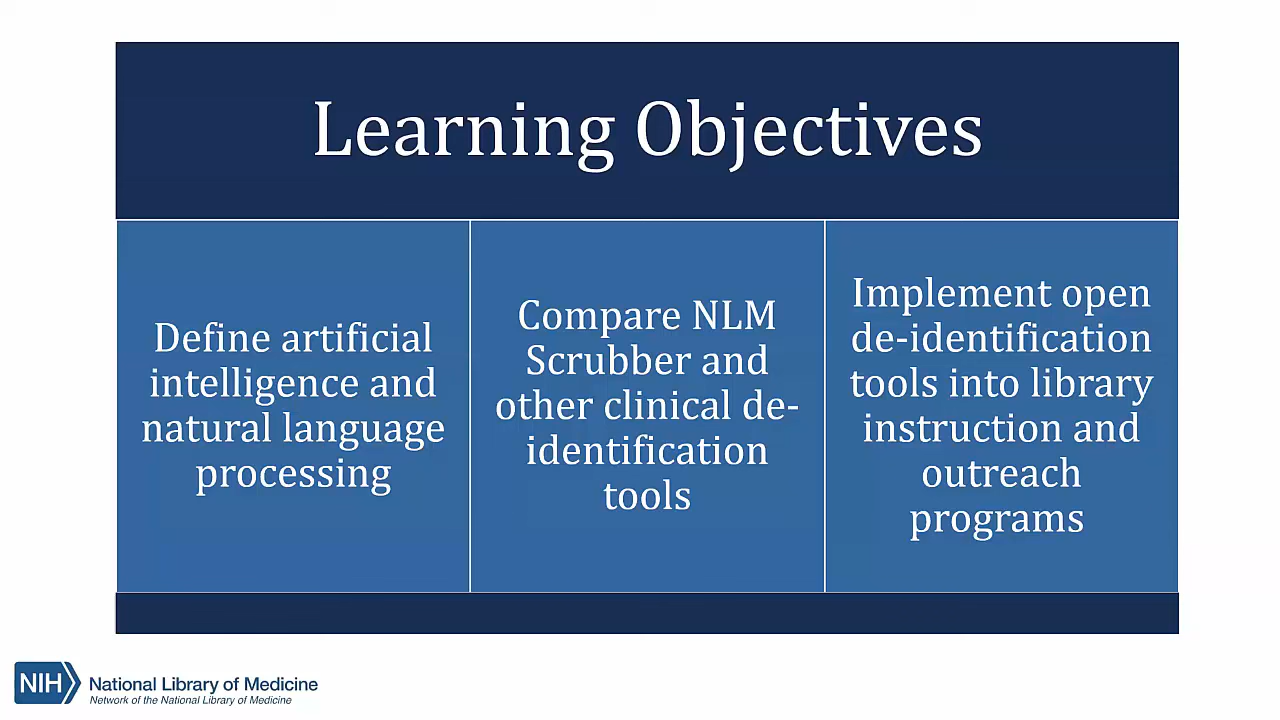 Learning Objectives
Define artificial
intelligence and
natural language
processing
Compare NLM
Scrubber and
other clinical de-
identification
tools
Implement open
de-identification
tools into library
instruction and
outreach
programs
NIH
National Library of Medicine
Network of the National Library of Medicine